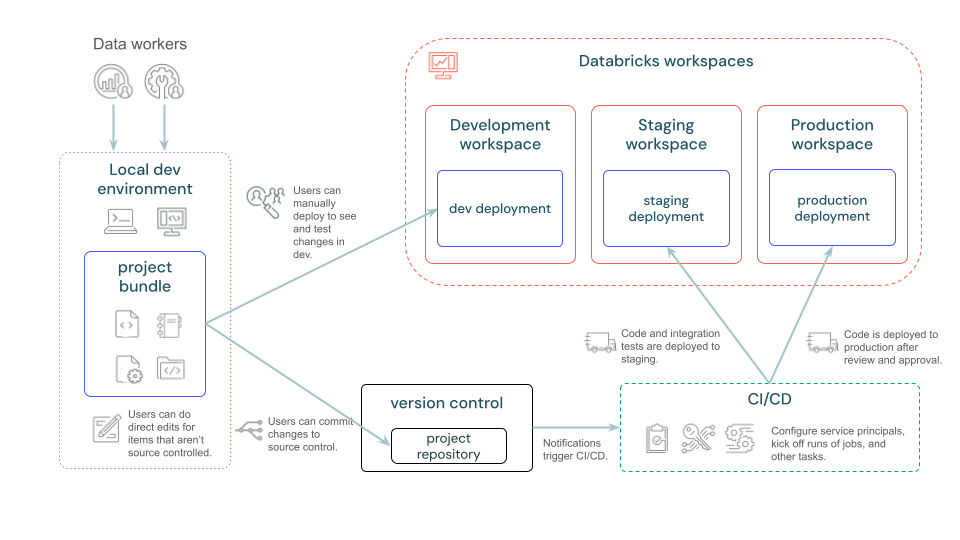 Data workers
Local dev
environment
project
bundle
Users can do
direct edits for
items that aren't
source controlled.
Users can
manually
deploy to see
and test
changes in
dev.
Users can commit
changes to
source control.
version control
project
repository
Notifications
trigger CI/CD.
Databricks workspaces
Development
workspace
dev deployment
Staging
workspace
staging
deployment
Production
workspace
production
deployment
Code and integration
tests are deployed to
staging.
Code is deployed to
production after
review and approval.
CI/CD
Configure service principals,
kick off runs of jobs, and
other tasks.